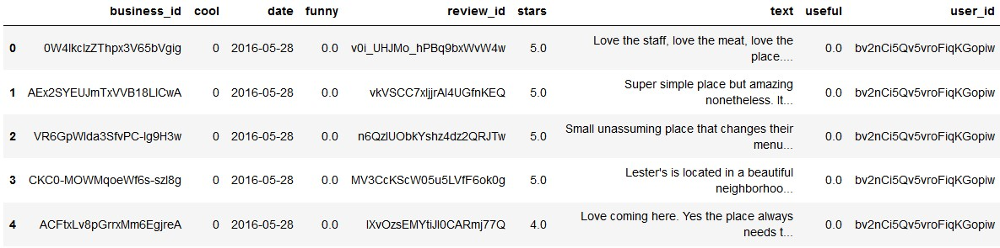 business_id cool date funny review_id stars text useful user_id
0 0W4lkclzZThpx3V65bVgig 0 2016-05-28 0.0 v0i_UHJMo_hPBq9bxWvW4w 5.0 Love the staff, love the meat, love the place.... 0.0 bv2nCi5Qv5vroFiqKGopiw
1 AEx2SYEUJmTxVVB18LlCwA 0 2016-05-28 0.0 vkVSCC7xljjrAI4UGfnKEQ 5.0 Super simple place but amazing nonetheless. It... 0.0 bv2nCi5Qv5vroFiqKGopiw
2 VR6GpWIda3SfvPC-lg9H3w 0 2016-05-28 0.0 n6QzIUObkYshz4dz2QRJTw 5.0 Small unassuming place that changes their menu... 0.0 bv2nCi5Qv5vroFiqKGopiw
3 CKC0-MOWMqoeWf6s-szl8g 0 2016-05-28 0.0 MV3CcKScW05u5LVfF6ok0g 5.0 Lester's is located in a beautiful neighborhoo... 0.0 bv2nCi5Qv5vroFiqKGopiw
4 ACFtxLv8pGrrxMm6EgjreA 0 2016-05-28 0.0 IXvOzsEMYtiJI0CARmj77Q 4.0 Love coming here. Yes the place always needs t... 0.0 bv2nCi5Qv5vroFiqKGopiw